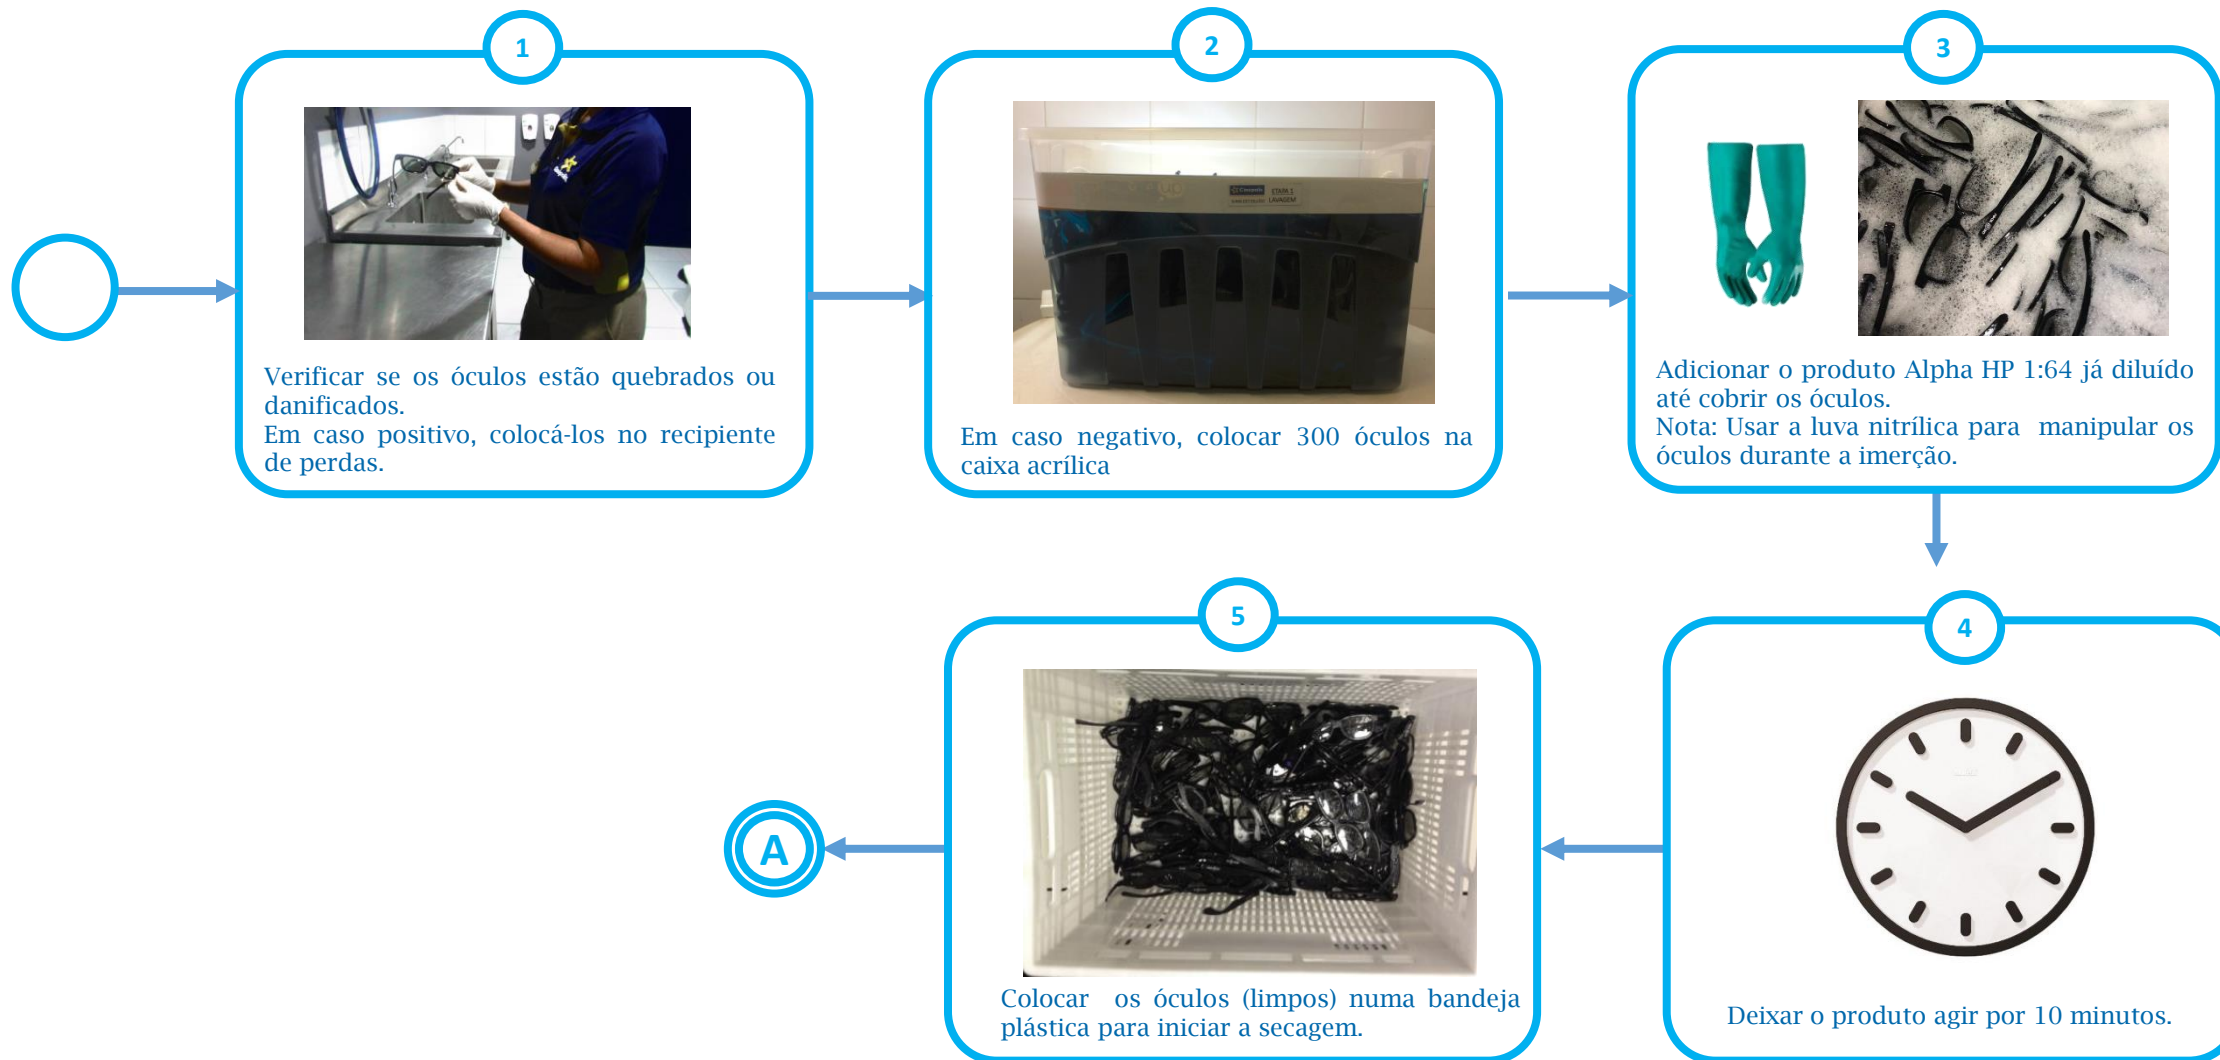 1
Verificar se os óculos estão quebrados ou
danificados.
Em caso positivo, colocá-los no recipiente
de perdas.
2
ETAPA 1
LAVAGEM
Em caso negativo, colocar 300 óculos na
caixa acrílica
3
Adicionar o produto Alpha HP 1:64 já diluído
até cobrir os óculos.
Nota: Usar a luva nitrílica para manipular os
óculos durante a imerção.
4
Deixar o produto agir por 10 minutos.
5
Colocar os óculos (limpos) numa bandeja
plástica para iniciar a secagem.
A